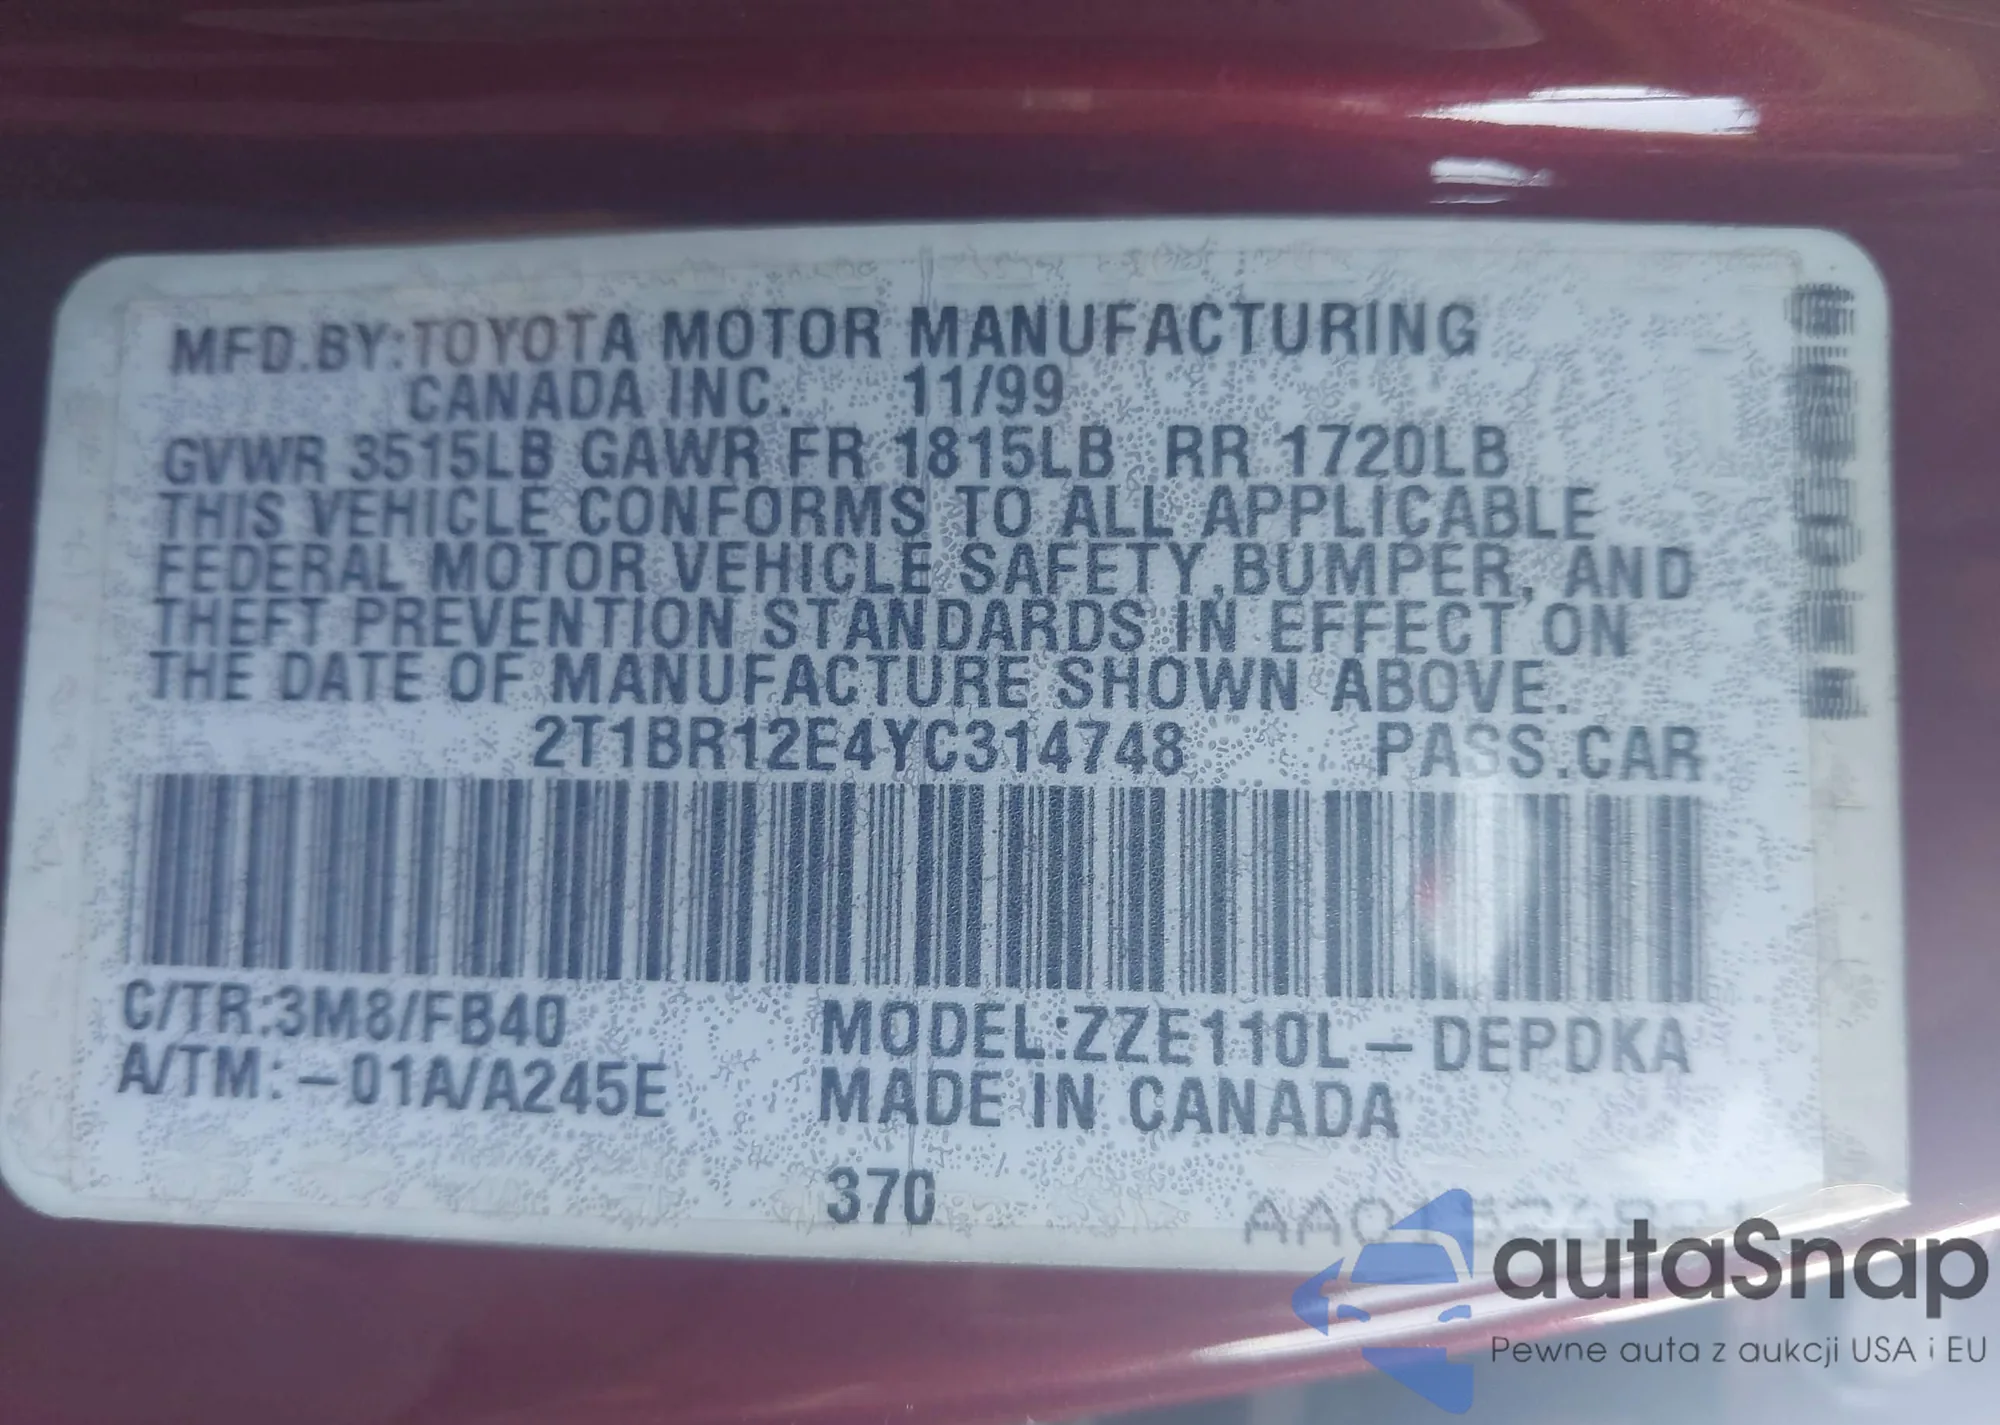 MFD.BY:TOYOTA MOTOR MANUFACTURING
CANADA INC. 11/99
GVWR 3515LB GAWR FR 1815LB RR 1720LB
THIS VEHICLE CONFORMS TO ALL APPLICABLE
FEDERAL MOTOR VEHICLE SAFETY,BUMPER, AND
THEFT PREVENTION STANDARDS IN EFFECT ON
THE DATE OF MANUFACTURE SHOWN ABOVE.
2T1BR12E4YC314748 PASS.CAR
C/TR:3M8/FB40
A/TM:-01A/A245E
MODEL:ZZE110L-DEPDKA
MADE IN CANADA
370
autaSnap
Pewne auta z aukcji USA i EU